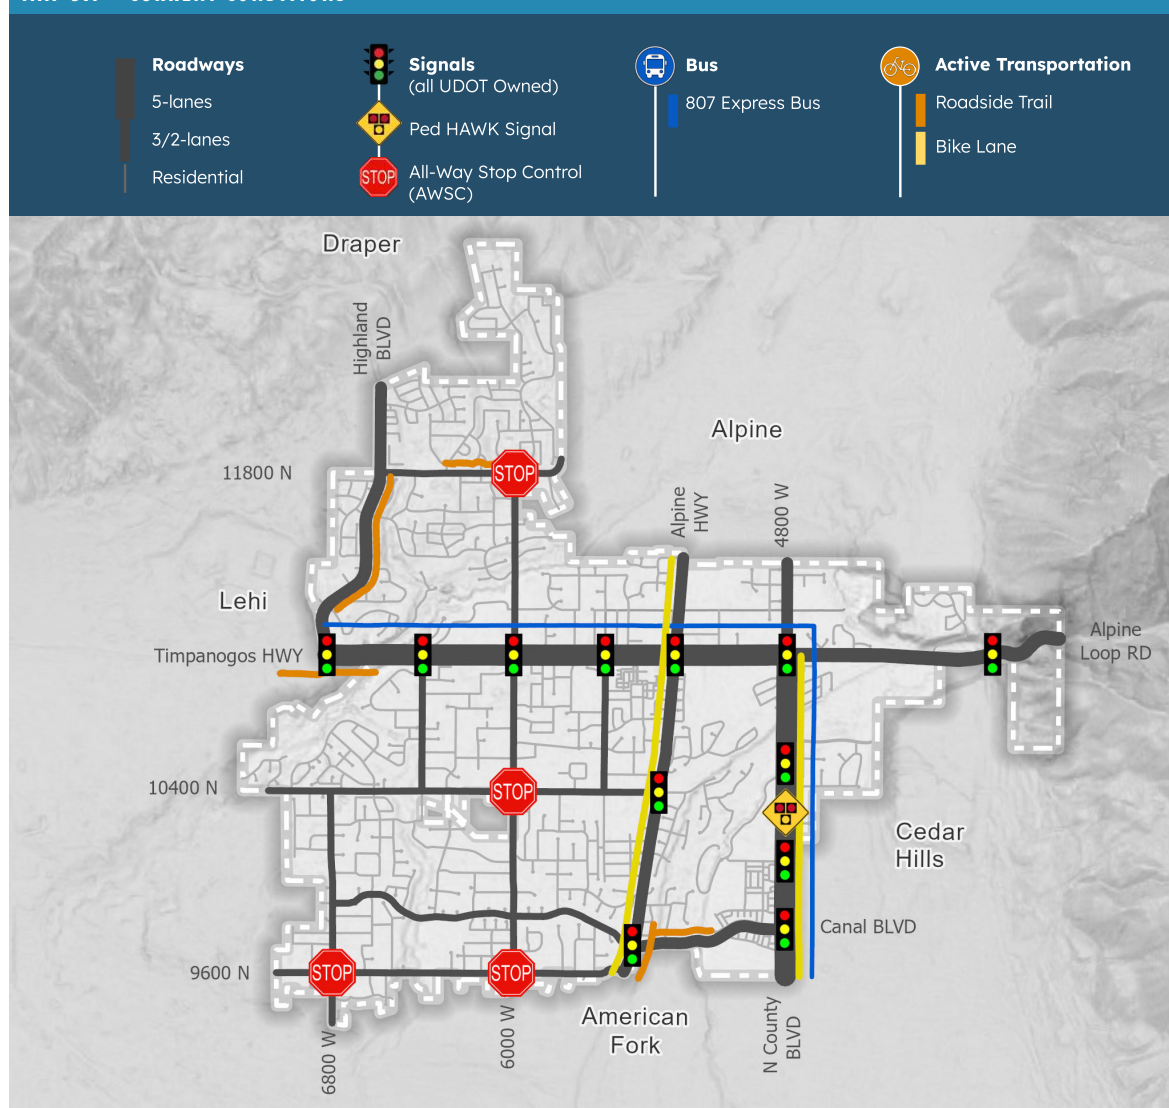 Roadways
5-lanes
3/2-lanes
Residential
Signals
(all UDOT Owned)
Ped HAWK Signal
STOP
All-Way Stop Control
(AWSC)
Bus
807 Express Bus
Active Transportation
Roadside Trail
Bike Lane
Draper
Highland
BLVD
Alpine
11800 N
STOP
Alpine
HWY
4800 W
Lehi
Timpanogos HWY
Alpine
Loop RD
10400 N
STOP
Cedar
Hills
Canal BLVD
9600 N
STOP
STOP
American
Fork
6800 W
6000 W
N County
BLVD